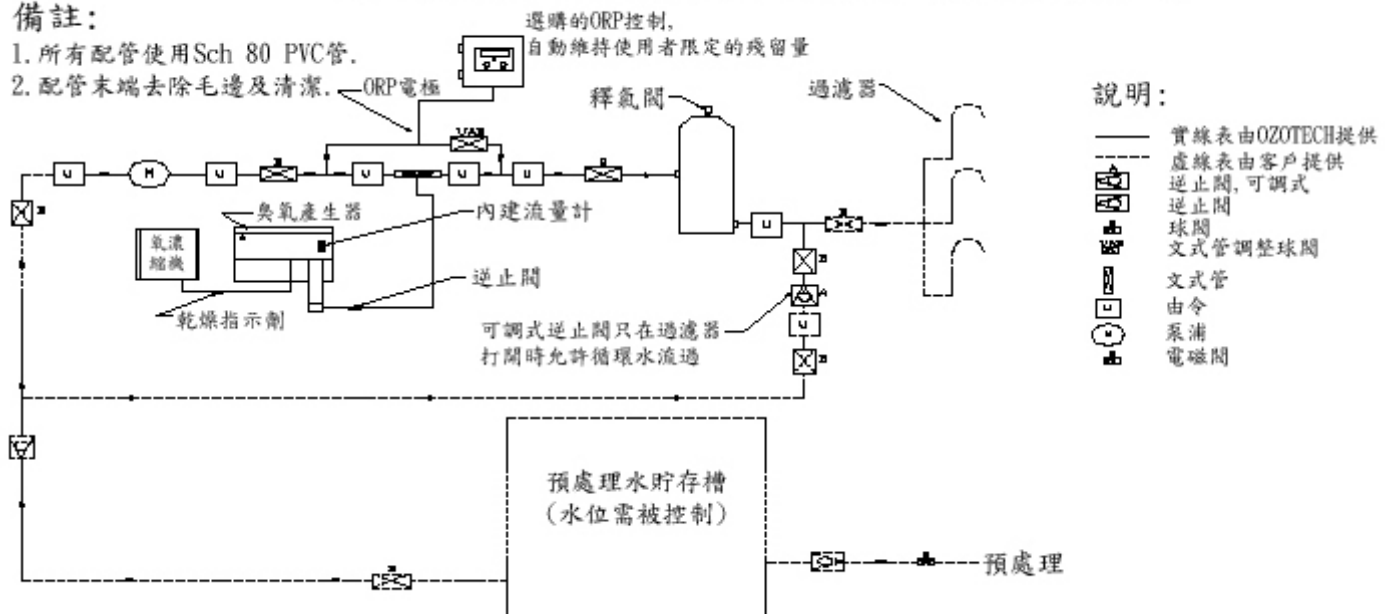 備註:
1.所有配管使用Sch 80 PVC管.
2.配管末端去除毛邊及清潔.
ORP電極
選購的ORP控制,
自動維持使用者限定的殘留量
釋氣閥
過濾器
說明:
實線表由OZOTECH提供
虛線表由客戶提供
逆止閥,可調式
逆止閥
球閥
文式管調整球閥
文式管
由令
泵浦
電磁閥
臭氧產生器
內建流量計
氧濃
縮機
逆止閥
乾燥指示劑
可調式逆止閥只在過濾器
打開時允許循環水流過
預處理水貯存槽
(水位需被控制)
預處理